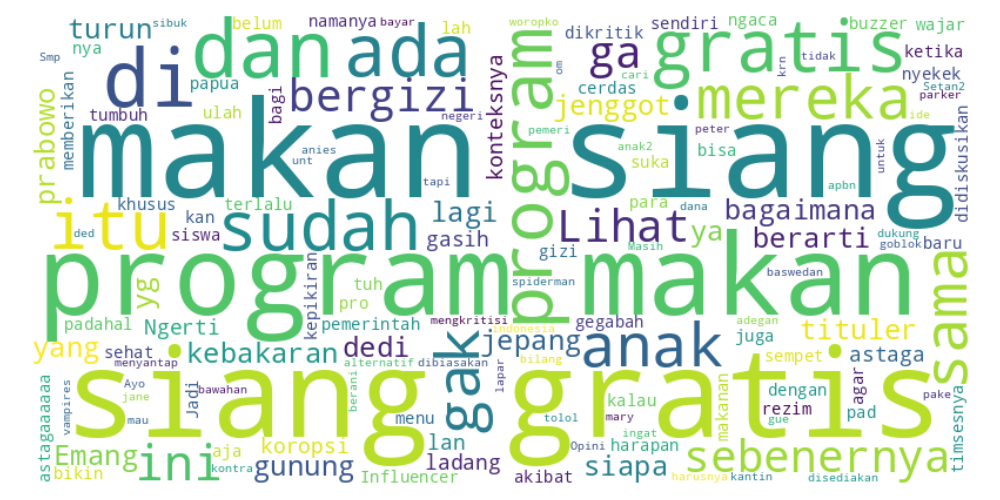 turun sibuk belum namanya bayar lah woropko dikritik sendiri ngaca buzzer wajar
Smp nya dan ada ga gratis ketika
di papua bergizi cerdas nyekek
prabowo memberikan tumbuh ulah bagi negeri konteksnya program jenggot om cari krn tidak mereka Setan2 parker
makan siang
anies unt tapi pemeri anak2 suka peter bisa untuk ide didiskusikan
khusus terlalu lagi para dana apbn
itu siswa kan sudah gasih Lihat ya bagaimana dukung
ded gizi Masih berarti goblok baru
program makan
yg kepikiran tuh pro spiderman baswedan sama
padahal Ngerti pemerintah mengkritisi indonesia gegabah adegan tituler
yang sehat kebakaran dedi gak jepang anak juga
menyantap alternatif dibiasakan bilang sempet astaga
siang gratis
astagaaaaaa vampires Ayo jane mau Jadi bawahan berani lapar kalau makanan dengan agar pake
menu tolol mary rezim pad gue timsesnya
Emang aja koropsi lan Opini ingat harapan sebenernya
bikin ini kontra gunung Influencer ladang akibat siapa harusnya kantin disediakan